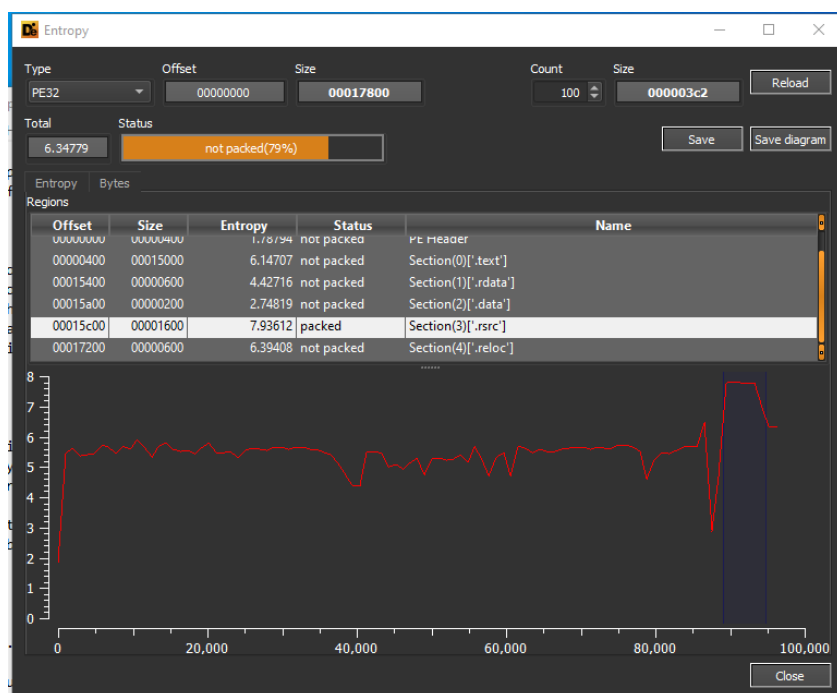 Entropy
Type Offset Size Count Size
PE32 00000000 00017800 100 000003c2 Reload
Total Status
6.34779 not packed(79%) Save Save diagram
Entropy Bytes
Regions
Offset Size Entropy Status Name
00000000 00000400 1.78794 not packed PE Header
00000400 00015000 6.14707 not packed Section(0)['.text']
00015400 00000600 4.42716 not packed Section(1)['.rdata']
00015a00 00000200 2.74819 not packed Section(2)['.data']
00015c00 00001600 7.93612 packed Section(3)['.rsrc']
00017200 00000600 6.39408 not packed Section(4)['.reloc']
8
7
6
5
4
3
2
1
0
0 20,000 40,000 60,000 80,000 100,000
Close